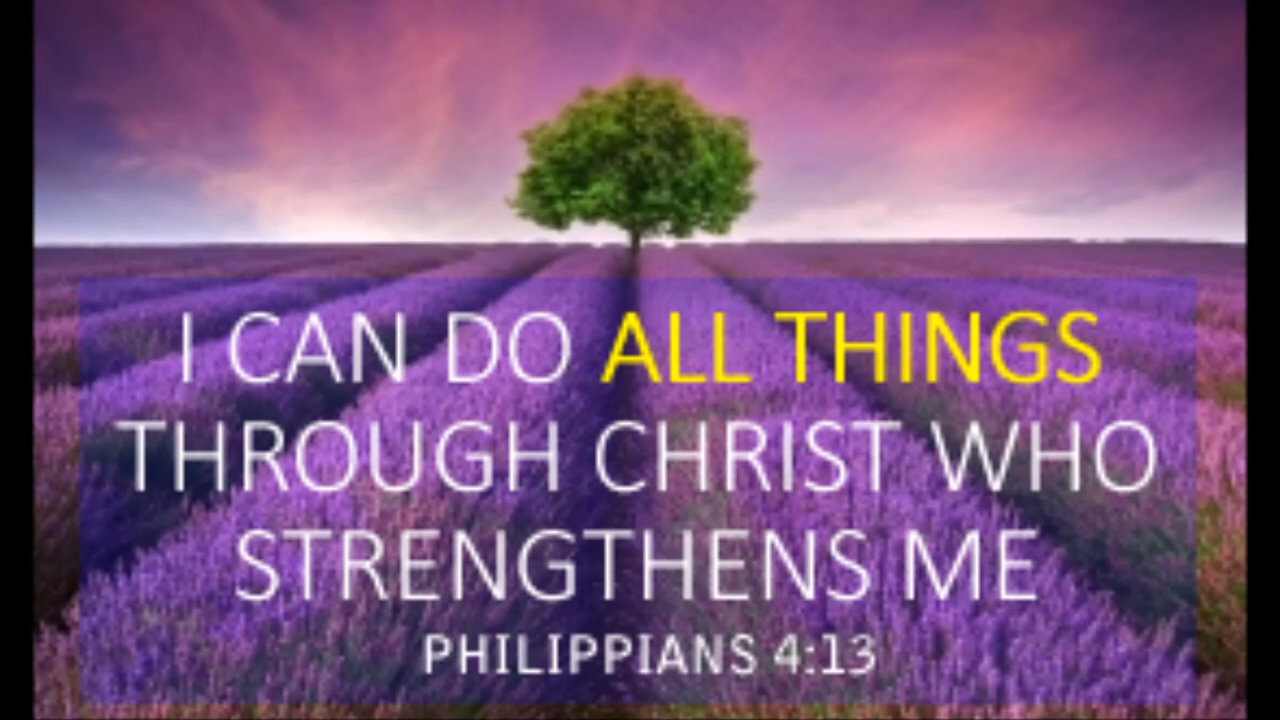 I CAN DO ALL THINGS
THROUGH CHRIST WHO
STRENGTHENS ME
PHILIPPIANS 4:13